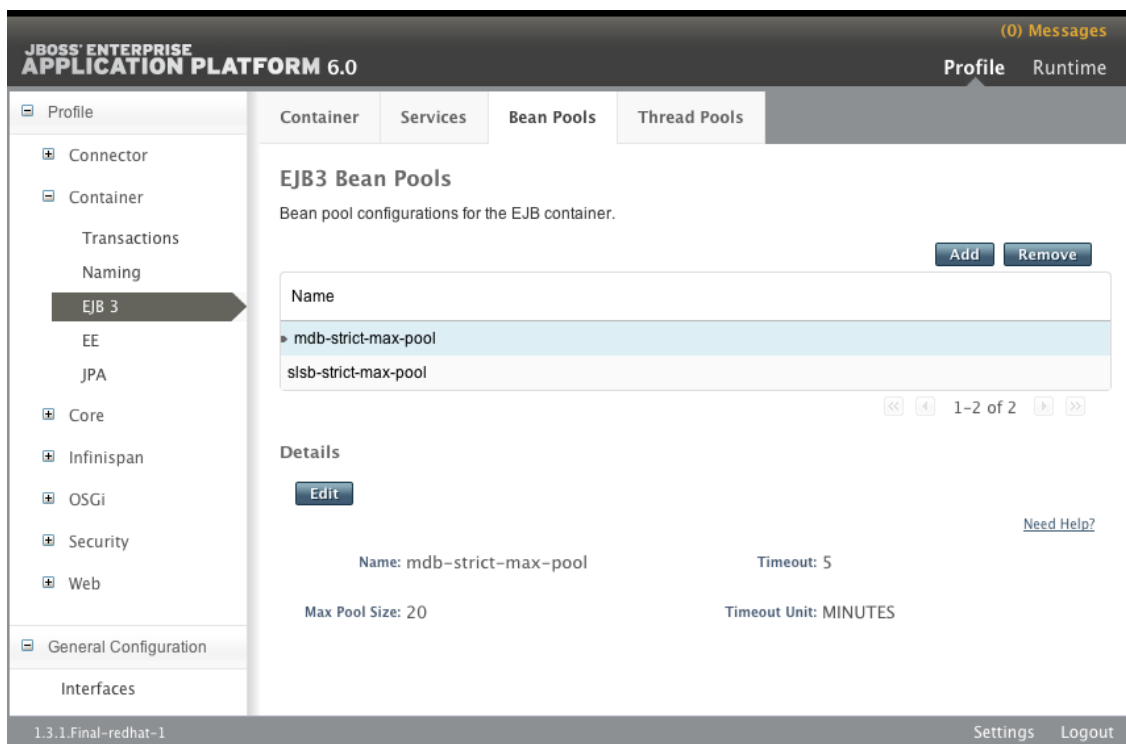 (0) Messages
JBOSS' ENTERPRISE
APPLICATION PLATFORM 6.0
Profile Runtime
Profile
Connector
Container
Transactions
Naming
EJB 3
EE
JPA
Core
Infinispan
OSGi
Security
Web
General Configuration
Interfaces
Container Services Bean Pools Thread Pools
EJB3 Bean Pools
Bean pool configurations for the EJB container.
Add Remove
Name
mdb-strict-max-pool
slsb-strict-max-pool
1-2 of 2
Details
Edit
Need Help?
Name: mdb-strict-max-pool Timeout: 5
Max Pool Size: 20 Timeout Unit: MINUTES
1.3.1.Final-redhat-1 Settings Logout